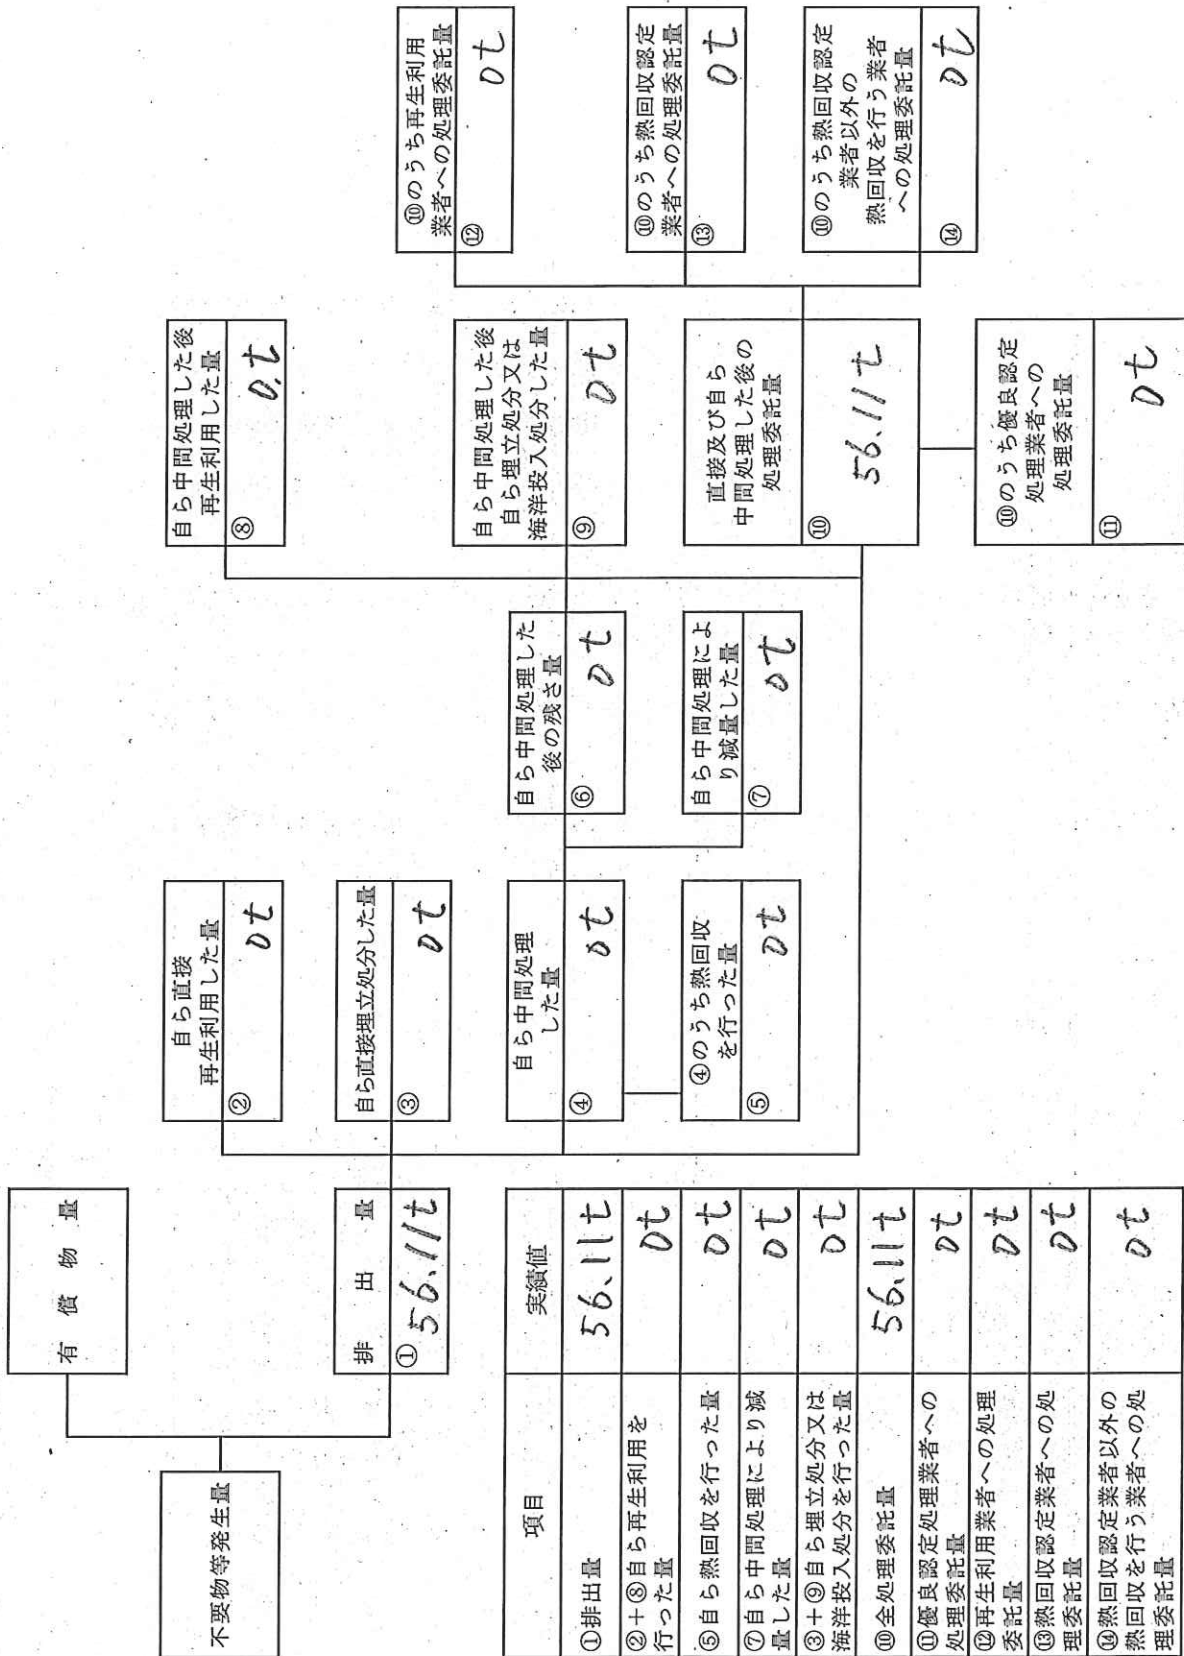 不要物等発生量
有償物量
排出量
① 56.11t
自ら直接
再生利用した量
② 0t
自ら直接埋立処分した量
③ 0t
自ら中間処理
した量
④ 0t
④のうち熱回収
を行った量
⑤ 0t
自ら中間処理した
後の残さ量
⑥ 0t
自ら中間処理によ
り減量した量
⑦ 0t
自ら中間処理した後
再生利用した量
⑧ 0t
自ら中間処理した後
自ら埋立処分又は
海洋投入処分した量
⑨ 0t
直接及び自ら
中間処理した後の
処理委託量
⑩ 56.11t
⑩のうち優良認定
処理業者への
処理委託量
⑪ 0t
⑩のうち再生利用
業者への処理委託量
⑫ 0t
⑩のうち熱回収認定
業者への処理委託量
⑬ 0t
⑩のうち熱回収認定
業者以外の
熱回収を行う業者
への処理委託量
⑭ 0t
項目 実績値
①排出量 56.11t
②+⑧自ら再生利用を
行った量 0t
⑤自ら熱回収を行った量 0t
⑦自ら中間処理により減
量した量 0t
③+⑨自ら埋立処分又は
海洋投入処分を行った量 0t
⑩全処理委託量 56.11t
⑪優良認定処理業者への
処理委託量 0t
⑫再生利用業者への処理
委託量 0t
⑬熱回収認定業者への処
理委託量 0t
⑭熱回収認定業者以外の
熱回収を行う業者への処
理委託量 0t